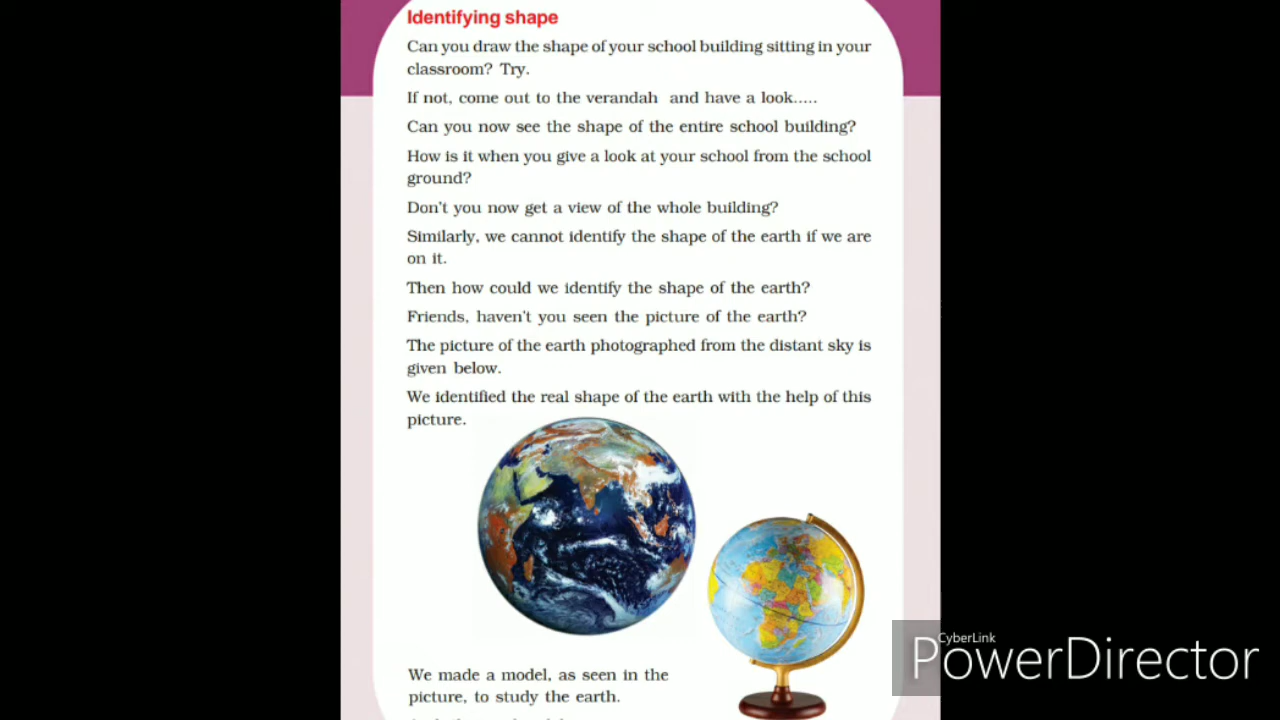 Identifying shape
Can you draw the shape of your school building sitting in your
classroom? Try.
If not, come out to the verandah and have a look.....
Can you now see the shape of the entire school building?
How is it when you give a look at your school from the school
ground?
Don't you now get a view of the whole building?
Similarly, we cannot identify the shape of the earth if we are
on it.
Then how could we identify the shape of the earth?
Friends, haven't you seen the picture of the earth?
The picture of the earth photographed from the distant sky is
given below.
We identified the real shape of the earth with the help of this
picture.
We made a model, as seen in the
picture, to study the earth.
CyberLink
PowerDirector